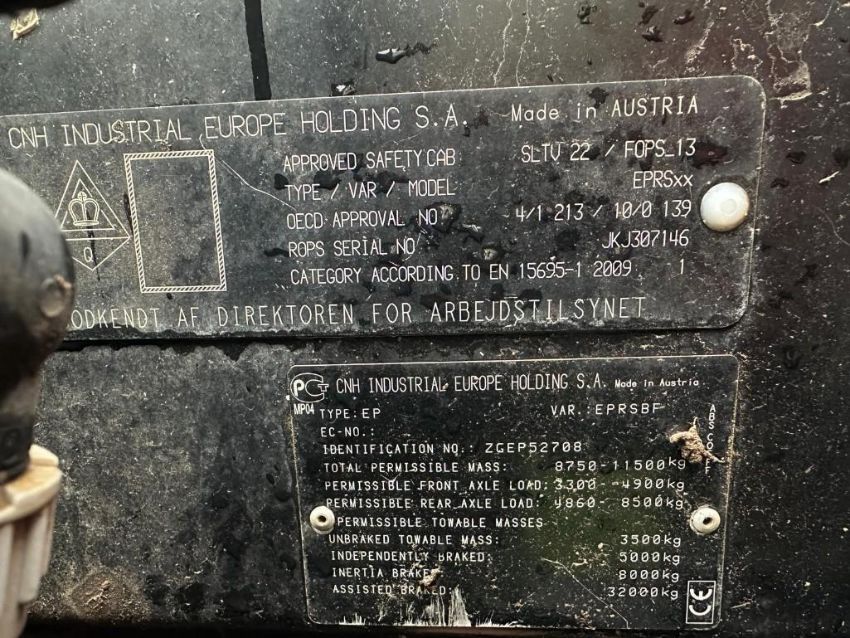 CNH INDUSTRIAL EUROPE HOLDING S.A. Made in AUSTRIA
APPROVED SAFETY CAB SLTV 22 / FOPS_13
TYPE / VAR / MODEL EPRSxx
OECD APPROVAL NO 4/1 213 / 10/0 139
ROPS SERIAL NO JKJ307146
CATEGORY ACCORDING TO EN 15695-1 2009 1
Q
ODKENDT AF DIREKTOREN FOR ARBEJDSTILSYNET
CNH INDUSTRIAL EUROPE HOLDING S.A. Made in Austria
MP04 TYPE: EP VAR.: EPRSBF
EC-NO.:
IDENTIFICATION NO.: ZGEP52708
TOTAL PERMISSIBLE MASS: 8750-11500kg
PERMISSIBLE FRONT AXLE LOAD: 3300-4900kg
PERMISSIBLE REAR AXLE LOAD: 4860-8500kg
PERMISSIBLE TOWABLE MASSES
UNBRAKED TOWABLE MASS: 3500kg
INDEPENDENTLY BRAKED: 5000kg
INERTIA BRAKED 8000kg
ASSISTED BRAKED: 32000kg
ABS